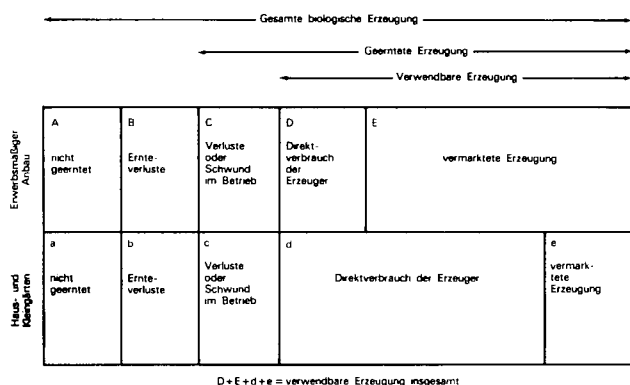 Gesamte biologische Erzeugung
Geerntete Erzeugung
Verwendbare Erzeugung
Erwerbsmäßiger
Anbau
A
nicht
geerntet
B
Ernte-
verluste
C
Verluste
oder
Schwund
im Betrieb
D
Direkt-
verbrauch
der
Erzeuger
E
vermarktete Erzeugung
Haus- und
Kleingärten
a
nicht
geerntet
b
Ernte-
verluste
c
Verluste
oder
Schwund
im Betrieb
d
Direktverbrauch der Erzeuger
e
vermark-
tete
Erzeugung
D + E + d + e = verwendbare Erzeugung insgesamt